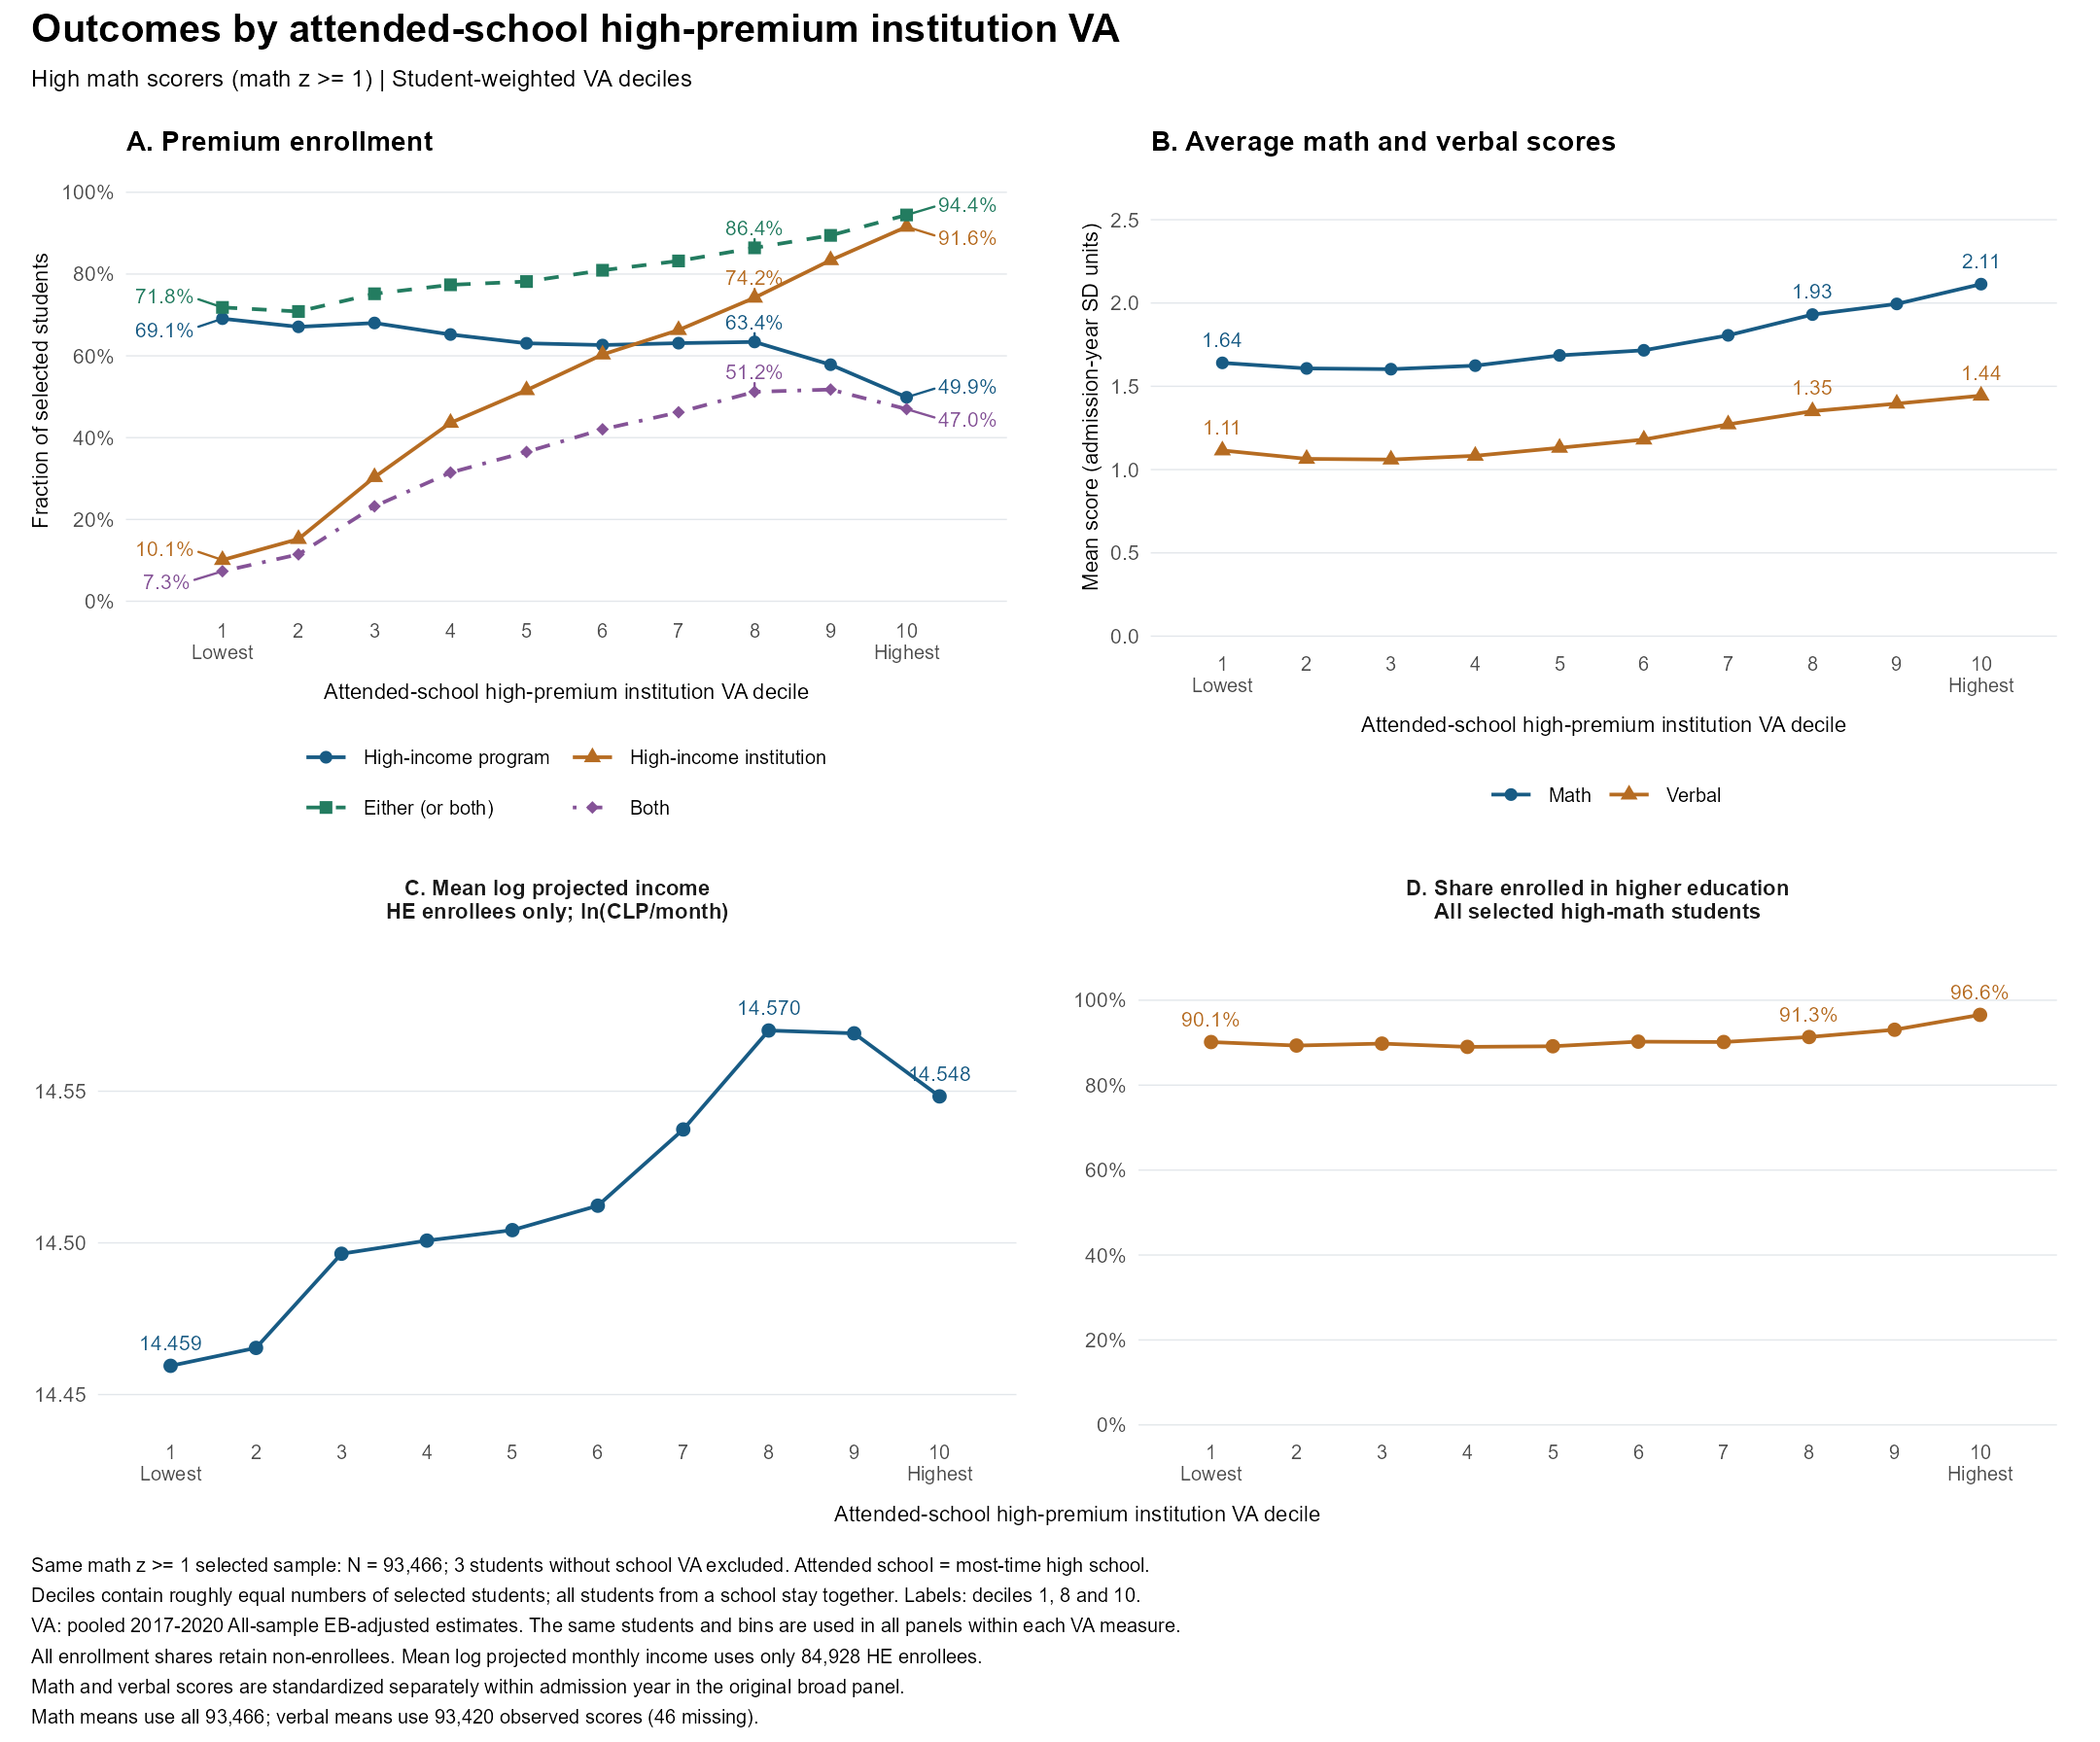 Outcomes by attended-school high-premium institution VA
High math scorers (math z >= 1) | Student-weighted VA deciles
A. Premium enrollment
Fraction of selected students
100%
80%
60%
40%
20%
0%
71.8%
69.1%
10.1%
7.3%
86.4%
74.2%
63.4%
51.2%
94.4%
91.6%
49.9%
47.0%
1 2 3 4 5 6 7 8 9 10
Lowest Highest
Attended-school high-premium institution VA decile
High-income program High-income institution
Either (or both) Both
B. Average math and verbal scores
Mean score (admission-year SD units)
2.5
2.0
1.5
1.0
0.5
0.0
1.64
1.93
2.11
1.11
1.35
1.44
1 2 3 4 5 6 7 8 9 10
Lowest Highest
Attended-school high-premium institution VA decile
Math Verbal
C. Mean log projected income
HE enrollees only; ln(CLP/month)
14.55
14.50
14.45
14.459
14.570
14.548
1 2 3 4 5 6 7 8 9 10
Lowest Highest
D. Share enrolled in higher education
All selected high-math students
100%
80%
60%
40%
20%
0%
90.1%
91.3%
96.6%
1 2 3 4 5 6 7 8 9 10
Lowest Highest
Attended-school high-premium institution VA decile
Same math z >= 1 selected sample: N = 93,466; 3 students without school VA excluded. Attended school = most-time high school.
Deciles contain roughly equal numbers of selected students; all students from a school stay together. Labels: deciles 1, 8 and 10.
VA: pooled 2017-2020 All-sample EB-adjusted estimates. The same students and bins are used in all panels within each VA measure.
All enrollment shares retain non-enrollees. Mean log projected monthly income uses only 84,928 HE enrollees.
Math and verbal scores are standardized separately within admission year in the original broad panel.
Math means use all 93,466; verbal means use 93,420 observed scores (46 missing).